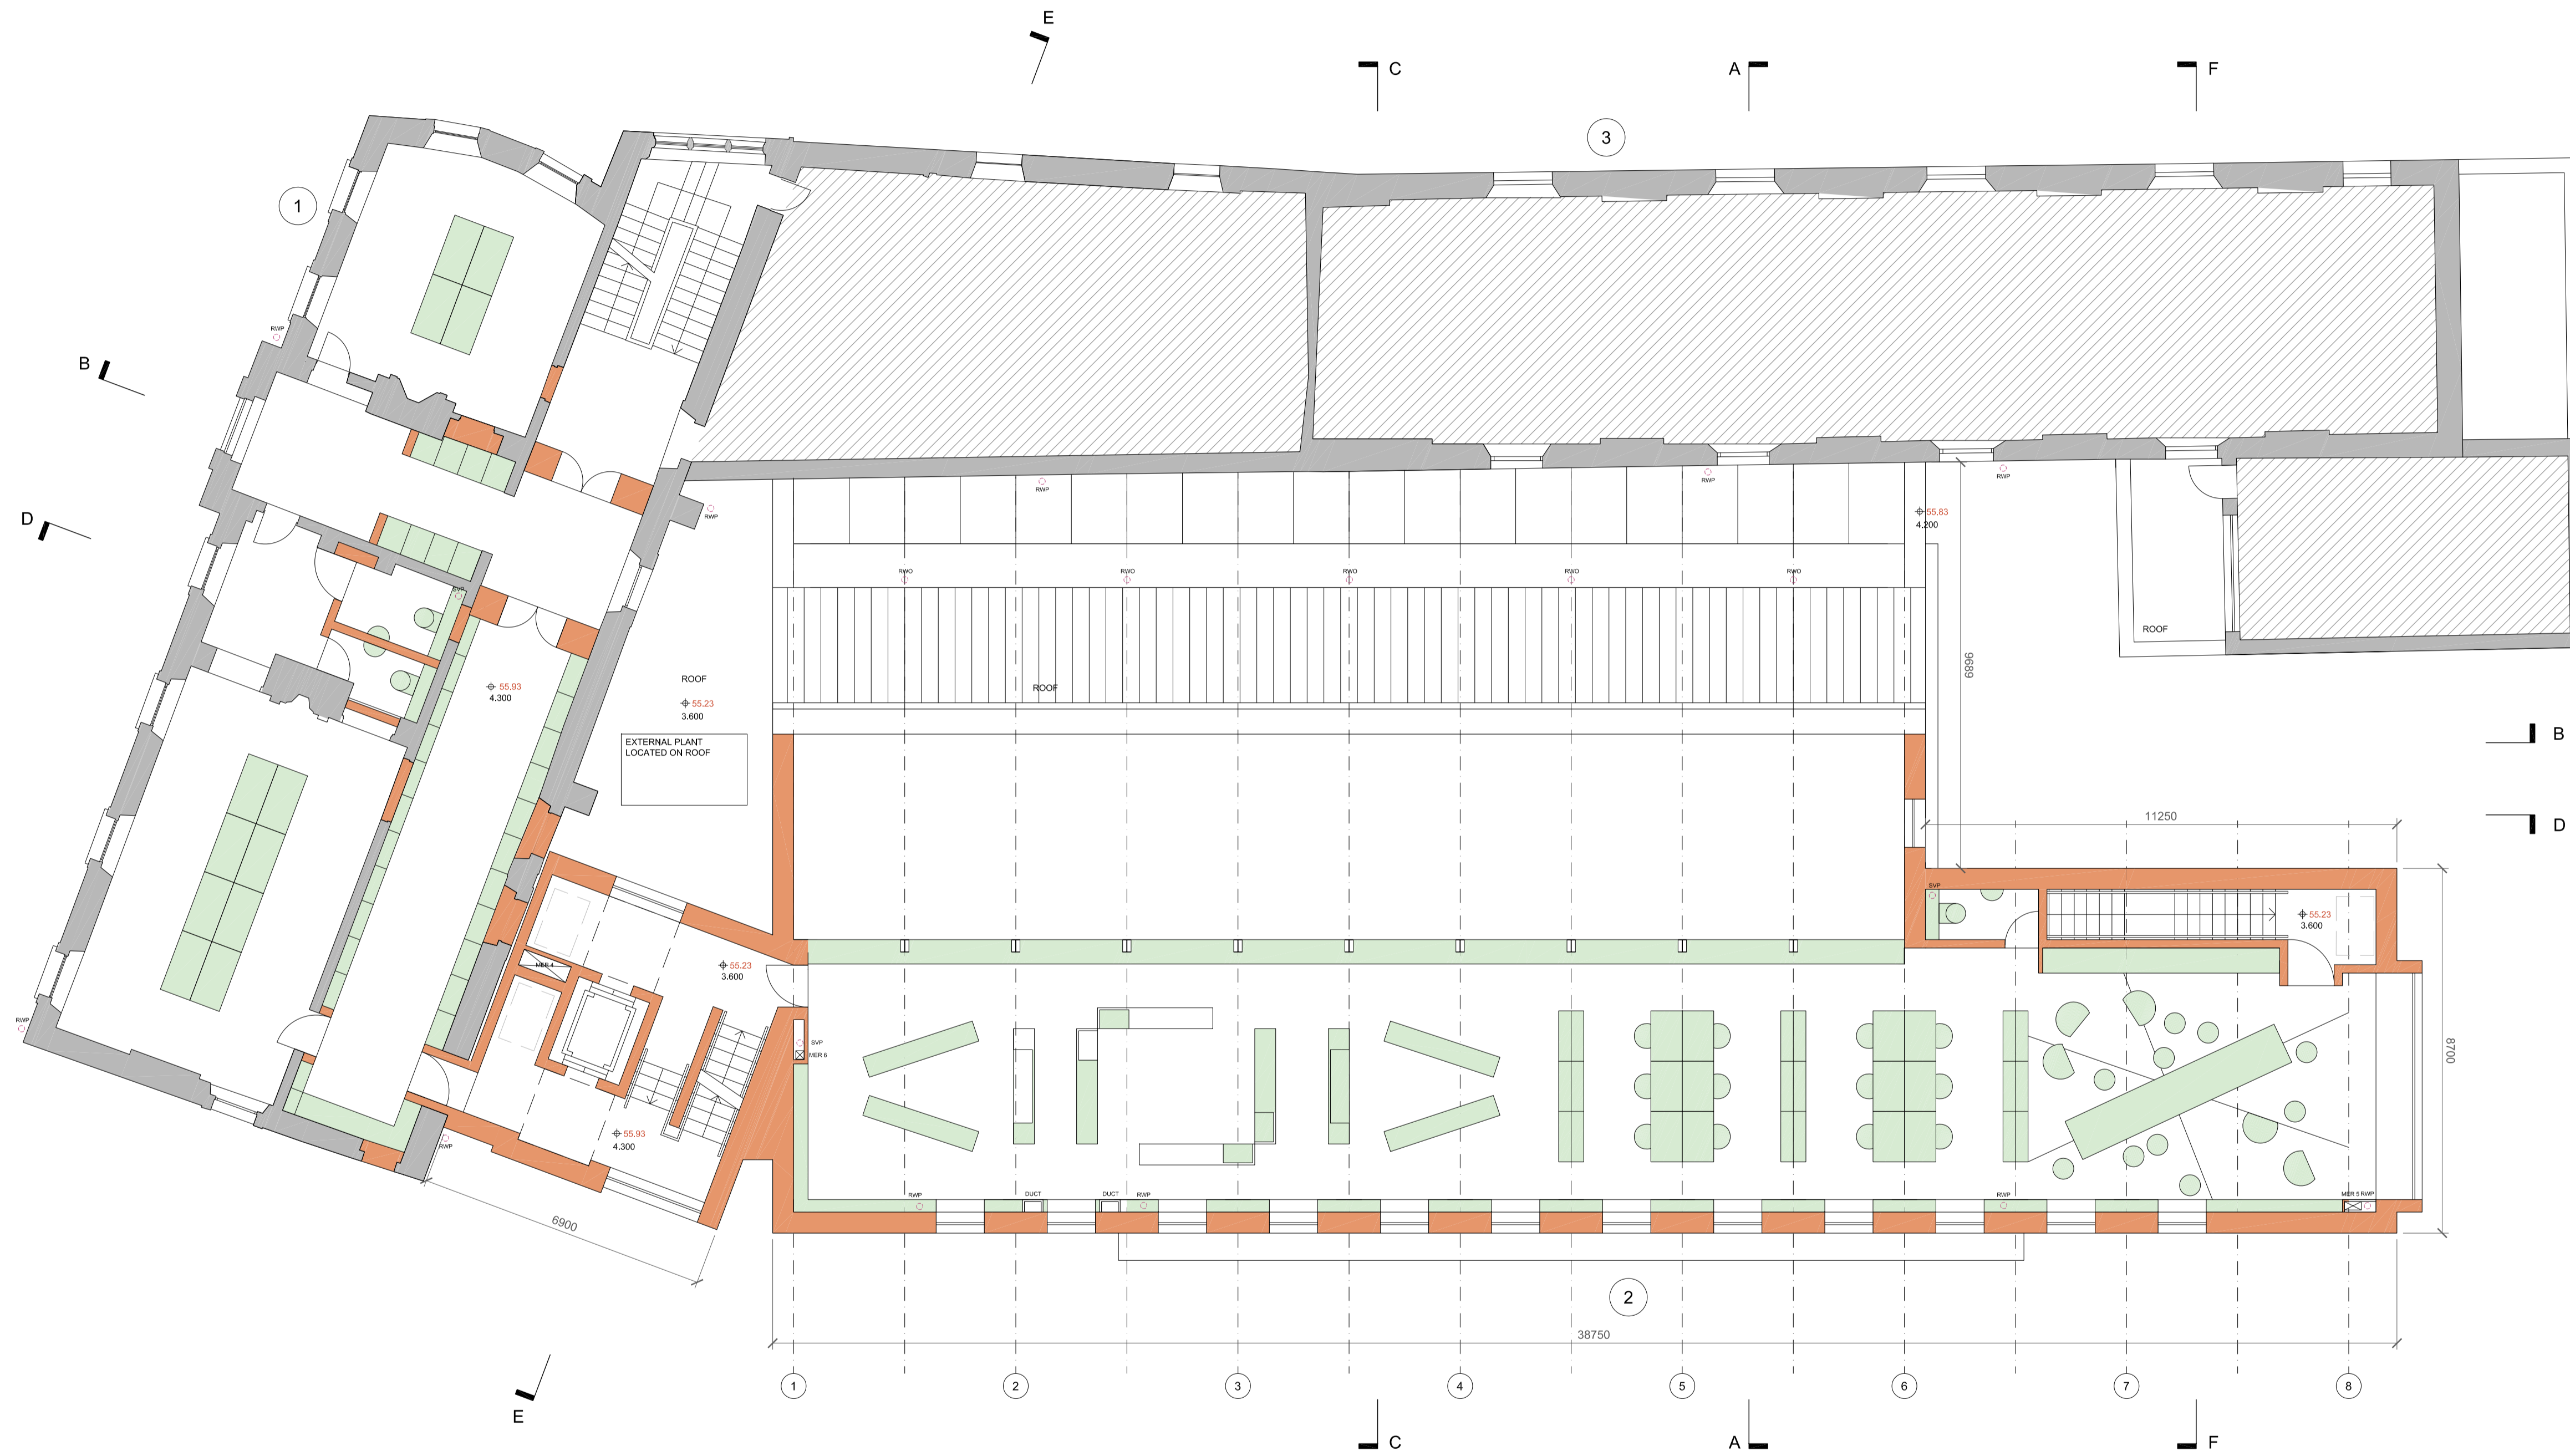 E
C
A
F
3
1
RWP
B
RWP
RWP
RWP
RWP
55.83
4.200
D
RWO
RWO
RWO
RWO
RWO
SVP
ROOF
9689
ROOF
55.93
4.300
ROOF
55.23
3.600
EXTERNAL PLANT
LOCATED ON ROOF
B
11250
D
SVP
55.23
3.600
MER 4
55.23
3.600
RWP
SVP
MER 6
8700
55.93
4.300
RWP
RWP
DUCT
DUCT
RWP
RWP
MER 5 RWP
6900
2
38750
1
2
3
4
5
6
7
8
E
C
A
F